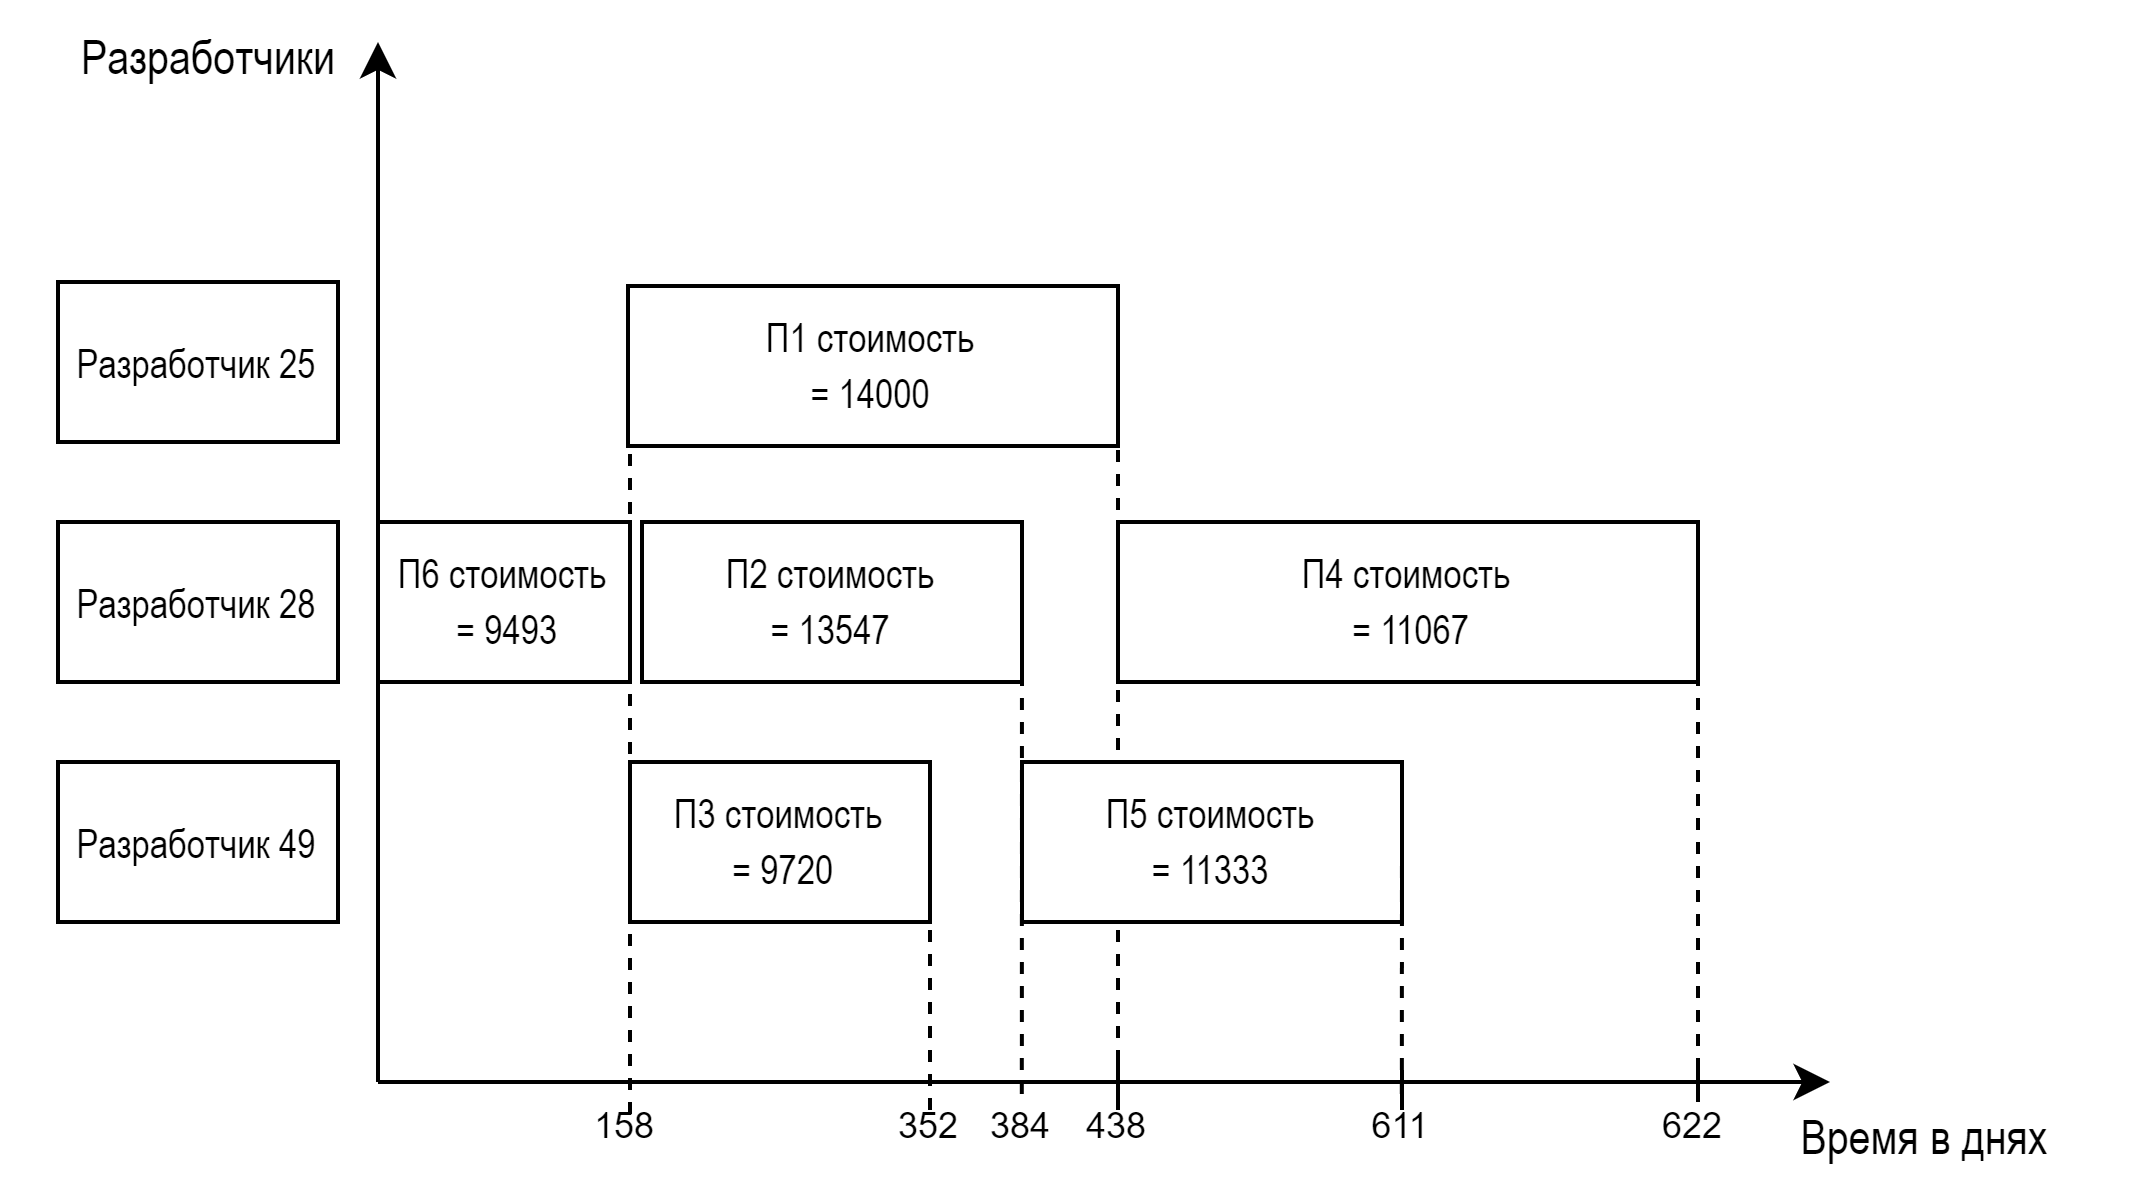 Разработчики
Разработчик 25
П1 стоимость
= 14000
Разработчик 28
П6 стоимость
= 9493
П2 стоимость
= 13547
П4 стоимость
= 11067
Разработчик 49
П3 стоимость
= 9720
П5 стоимость
= 11333
158
352
384
438
611
622
Время в днях